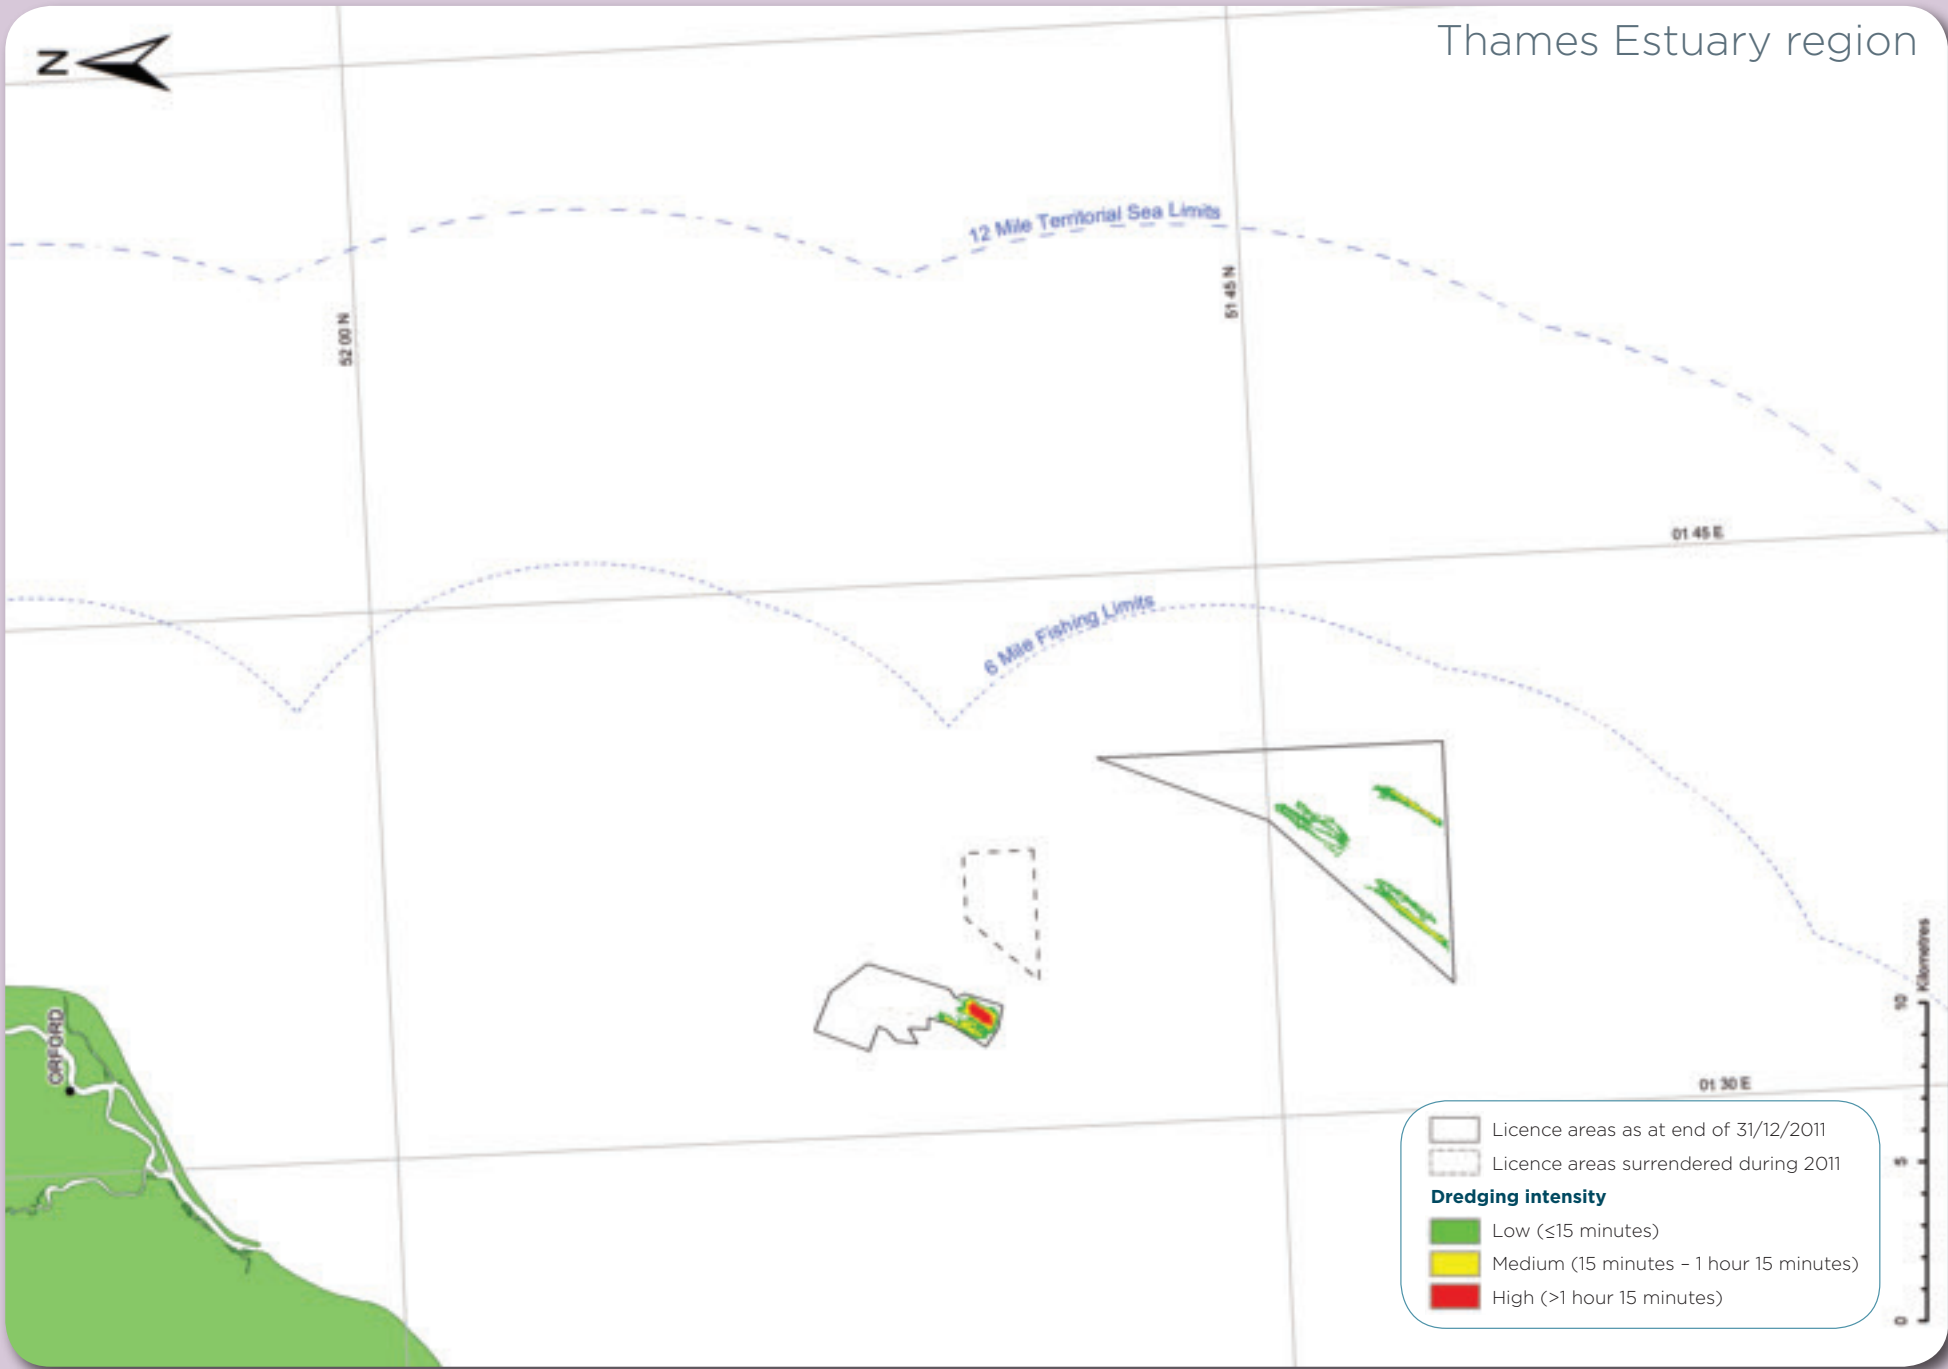 Thames Estuary region
N
12 Mile Territorial Sea Limits
51 45 N
52 00 N
01 45 E
6 Mile Fishing Limits
ORFORD
01 30 E
Kilometres
10
5
0
Licence areas as at end of 31/12/2011
Licence areas surrendered during 2011
Dredging intensity
Low (≤15 minutes)
Medium (15 minutes – 1 hour 15 minutes)
High (>1 hour 15 minutes)